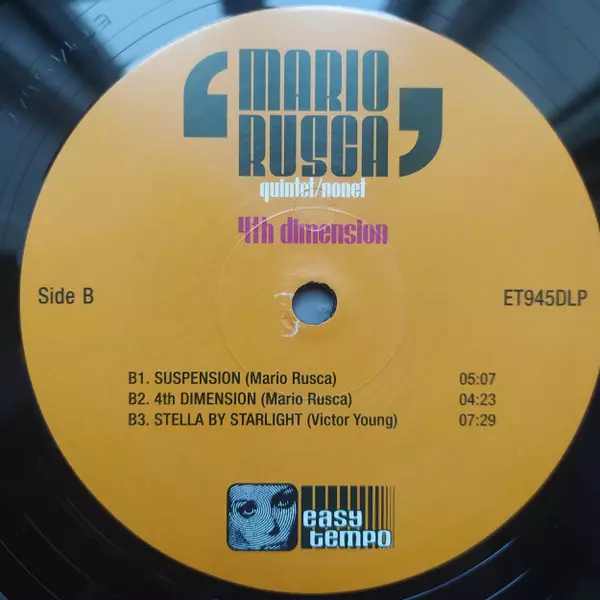 ‘MARIO
RUSCA’
quintet/nonet
4th dimension
Side B
ET945DLP
B1. SUSPENSION (Mario Rusca) 05:07
B2. 4th DIMENSION (Mario Rusca) 04:23
B3. STELLA BY STARLIGHT (Victor Young) 07:29
easy
tempo